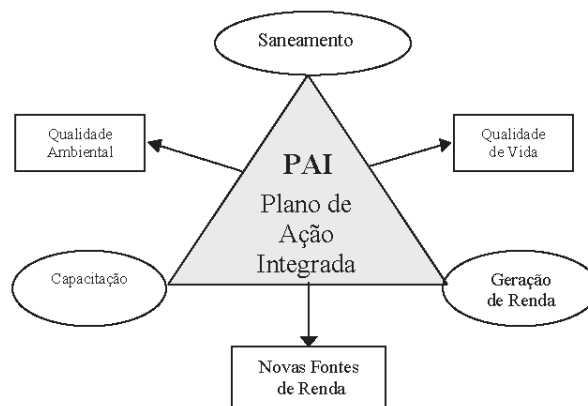 Saneamento
Qualidade
Ambiental
Qualidade
de Vida
PAI
Plano de
Ação
Integrada
Capacitação
Geração
de Renda
Novas Fontes
de Renda